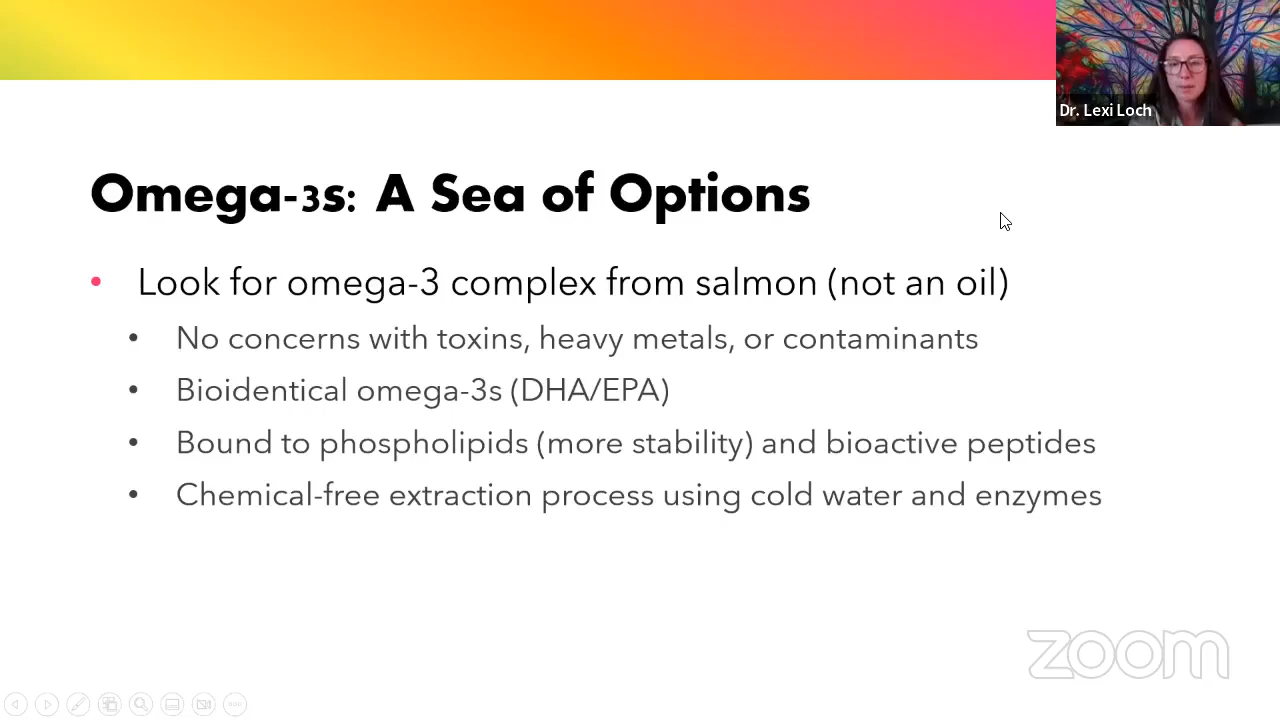 Dr. Lexi Loch
Omega-3s: A Sea of Options
• Look for omega-3 complex from salmon (not an oil)
• No concerns with toxins, heavy metals, or contaminants
• Bioidentical omega-3s (DHA/EPA)
• Bound to phospholipids (more stability) and bioactive peptides
• Chemical-free extraction process using cold water and enzymes
zoom